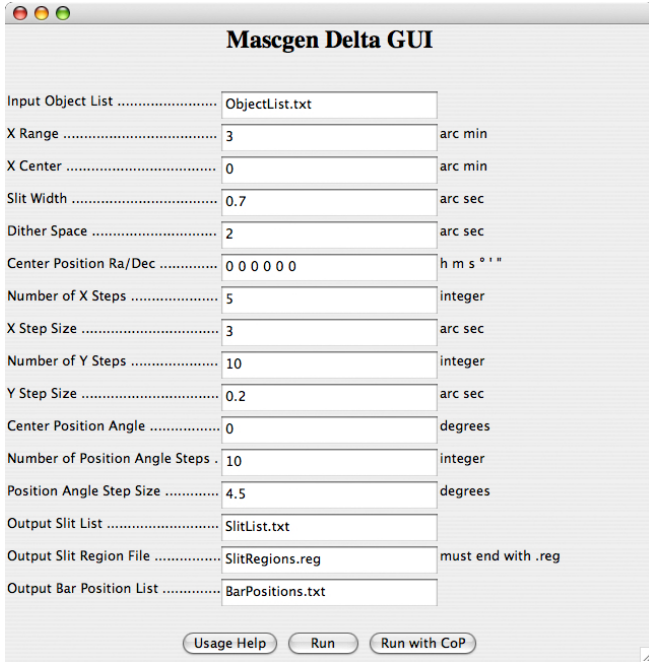 Mascgen Delta GUI
Input Object List ........................ ObjectList.txt
X Range ................................... 3 arc min
X Center .................................... 0 arc min
Slit Width ................................... 0.7 arc sec
Dither Space .............................. 2 arc sec
Center Position Ra/Dec .............. 0 0 0 0 0 0 h m s ° ' "
Number of X Steps ..................... 5 integer
X Step Size ................................. 3 arc sec
Number of Y Steps ..................... 10 integer
Y Step Size ................................. 0.2 arc sec
Center Position Angle ................. 0 degrees
Number of Position Angle Steps . 10 integer
Position Angle Step Size ............. 4.5 degrees
Output Slit List ........................... SlitList.txt
Output Slit Region File ................ SlitRegions.reg must end with .reg
Output Bar Position List .............. BarPositions.txt
Usage Help Run Run with CoP